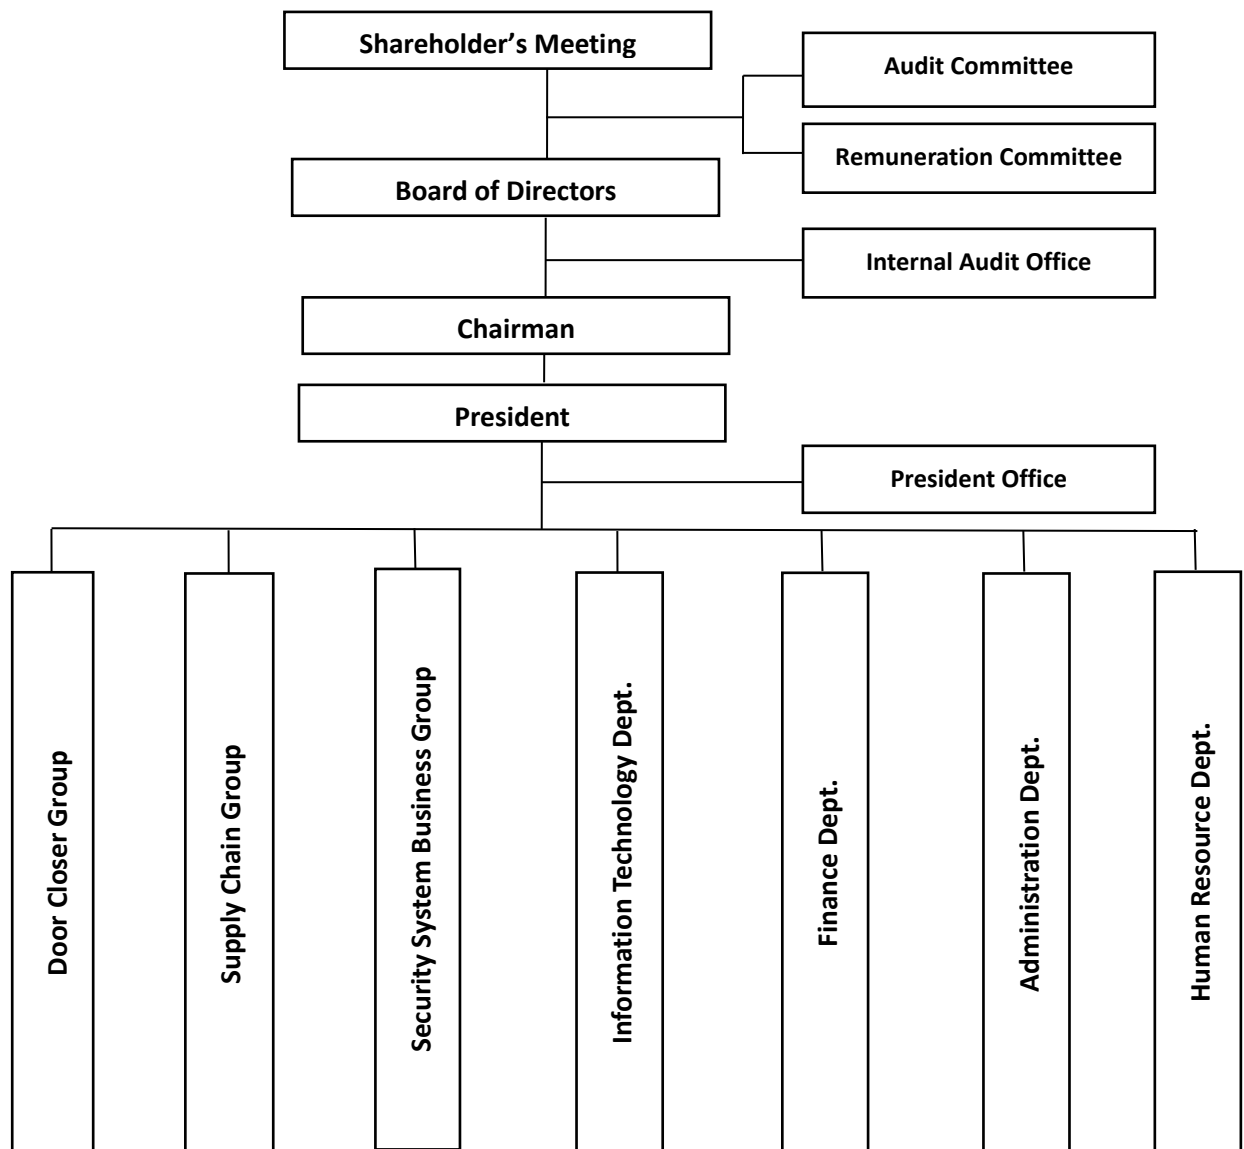 Shareholder’s Meeting
Audit Committee
Remuneration Committee
Board of Directors
Internal Audit Office
Chairman
President
President Office
Door Closer Group
Supply Chain Group
Security System Business Group
Information Technology Dept.
Finance Dept.
Administration Dept.
Human Resource Dept.